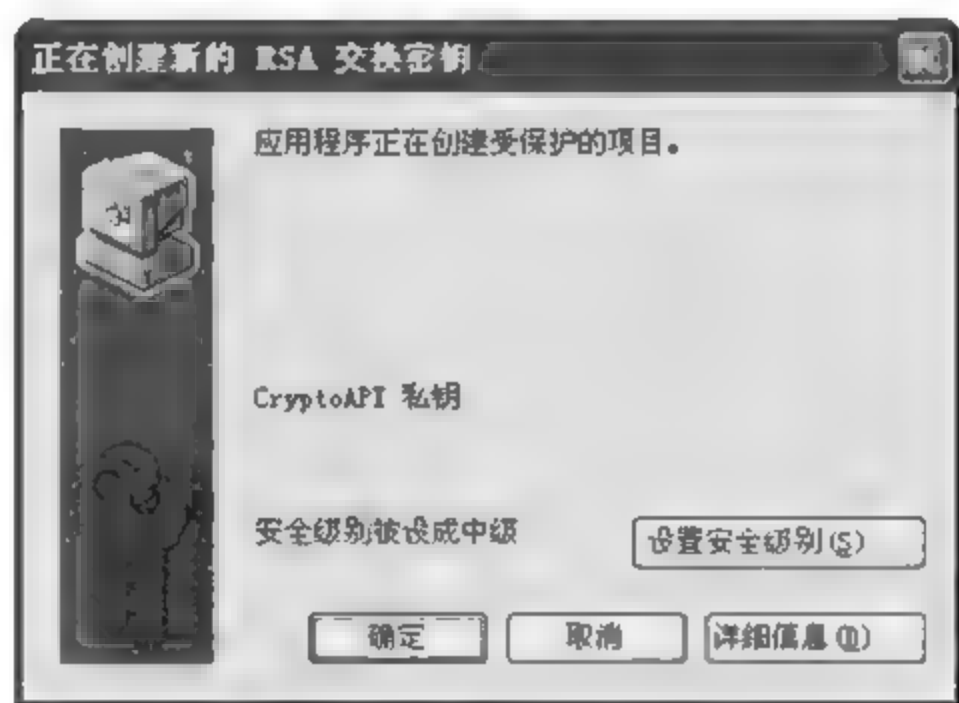 正在创建新的 RSA 交换密钥
应用程序正在创建受保护的项目。
CryptoAPI 私钥
安全级别被设成中级
设置安全级别(S)
确定
取消
详细信息(D)